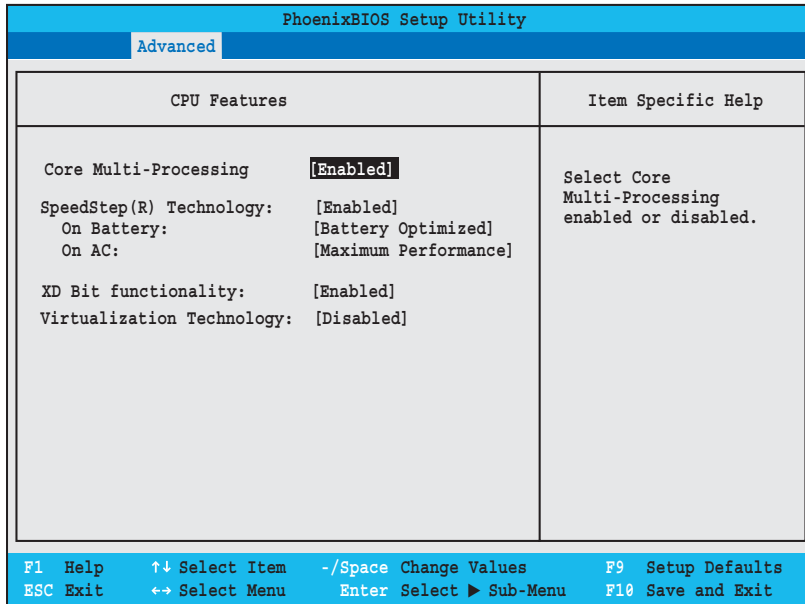 PhoenixBIOS Setup Utility
Advanced
CPU Features
Item Specific Help
Core Multi-Processing [Enabled]
SpeedStep(R) Technology: [Enabled]
On Battery: [Battery Optimized]
On AC: [Maximum Performance]
XD Bit functionality: [Enabled]
Virtualization Technology: [Disabled]
Select Core
Multi-Processing
enabled or disabled.
F1 Help ↑↓ Select Item -/Space Change Values F9 Setup Defaults
ESC Exit ←→ Select Menu Enter Select ▶ Sub-Menu F10 Save and Exit